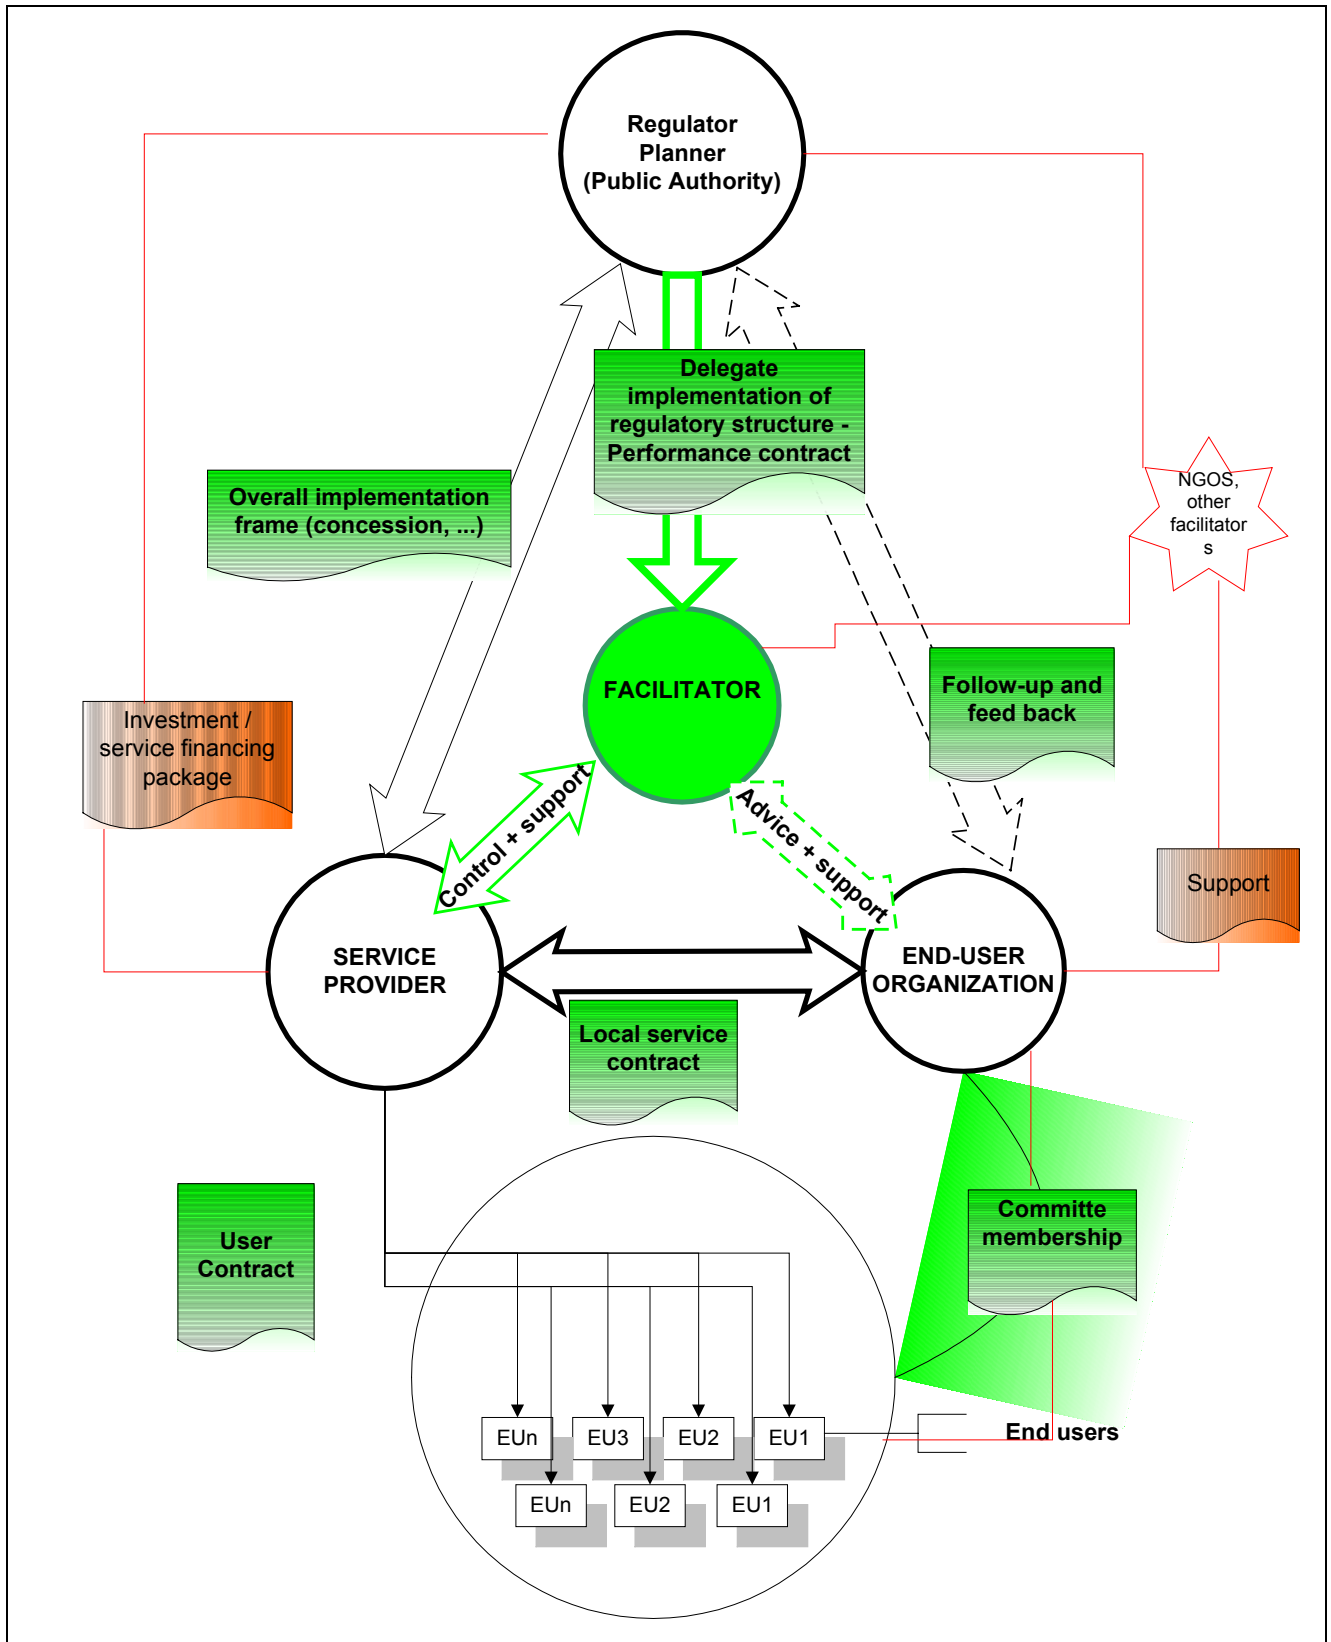 Regulator
Planner
(Public Authority)
Delegate
implementation of
regulatory structure -
Performance contract
Overall implementation
frame (concession, ...)
NGOS,
other
facilitator
s
FACILITATOR
Follow-up and
feed back
Investment /
service financing
package
Control + support
Advice + support
Support
SERVICE
PROVIDER
END-USER
ORGANIZATION
Local service
contract
User
Contract
Committe
membership
EUn
EU3
EU2
EU1
End users
EUn
EU2
EU1